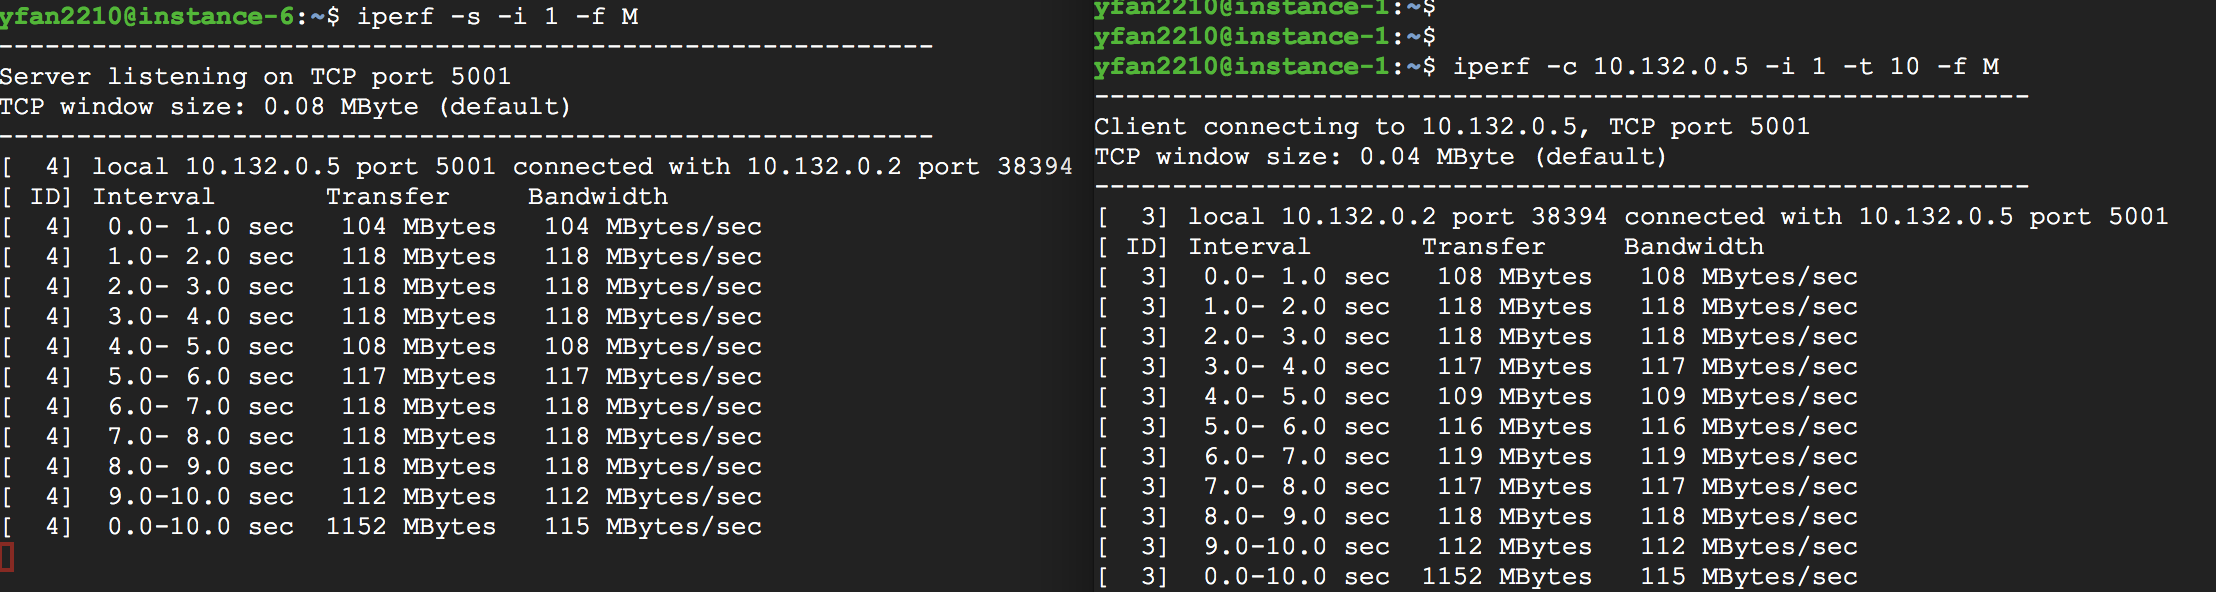 yfan2210@instance-6:~$ iperf -s -i 1 -f M
------------------------------------------------------------
Server listening on TCP port 5001
TCP window size: 0.08 MByte (default)
------------------------------------------------------------
[  4] local 10.132.0.5 port 5001 connected with 10.132.0.2 port 38394
[ ID] Interval       Transfer     Bandwidth
[  4]  0.0- 1.0 sec   104 MBytes   104 MBytes/sec
[  4]  1.0- 2.0 sec   118 MBytes   118 MBytes/sec
[  4]  2.0- 3.0 sec   118 MBytes   118 MBytes/sec
[  4]  3.0- 4.0 sec   118 MBytes   118 MBytes/sec
[  4]  4.0- 5.0 sec   108 MBytes   108 MBytes/sec
[  4]  5.0- 6.0 sec   117 MBytes   117 MBytes/sec
[  4]  6.0- 7.0 sec   118 MBytes   118 MBytes/sec
[  4]  7.0- 8.0 sec   118 MBytes   118 MBytes/sec
[  4]  8.0- 9.0 sec   118 MBytes   118 MBytes/sec
[  4]  9.0-10.0 sec   112 MBytes   112 MBytes/sec
[  4]  0.0-10.0 sec  1152 MBytes   115 MBytes/sec
yfan2210@instance-1:~$
yfan2210@instance-1:~$
yfan2210@instance-1:~$ iperf -c 10.132.0.5 -i 1 -t 10 -f M
------------------------------------------------------------
Client connecting to 10.132.0.5, TCP port 5001
TCP window size: 0.04 MByte (default)
------------------------------------------------------------
[  3] local 10.132.0.2 port 38394 connected with 10.132.0.5 port 5001
[ ID] Interval       Transfer     Bandwidth
[  3]  0.0- 1.0 sec   108 MBytes   108 MBytes/sec
[  3]  1.0- 2.0 sec   118 MBytes   118 MBytes/sec
[  3]  2.0- 3.0 sec   118 MBytes   118 MBytes/sec
[  3]  3.0- 4.0 sec   117 MBytes   117 MBytes/sec
[  3]  4.0- 5.0 sec   109 MBytes   109 MBytes/sec
[  3]  5.0- 6.0 sec   116 MBytes   116 MBytes/sec
[  3]  6.0- 7.0 sec   119 MBytes   119 MBytes/sec
[  3]  7.0- 8.0 sec   117 MBytes   117 MBytes/sec
[  3]  8.0- 9.0 sec   118 MBytes   118 MBytes/sec
[  3]  9.0-10.0 sec   112 MBytes   112 MBytes/sec
[  3]  0.0-10.0 sec  1152 MBytes   115 MBytes/sec